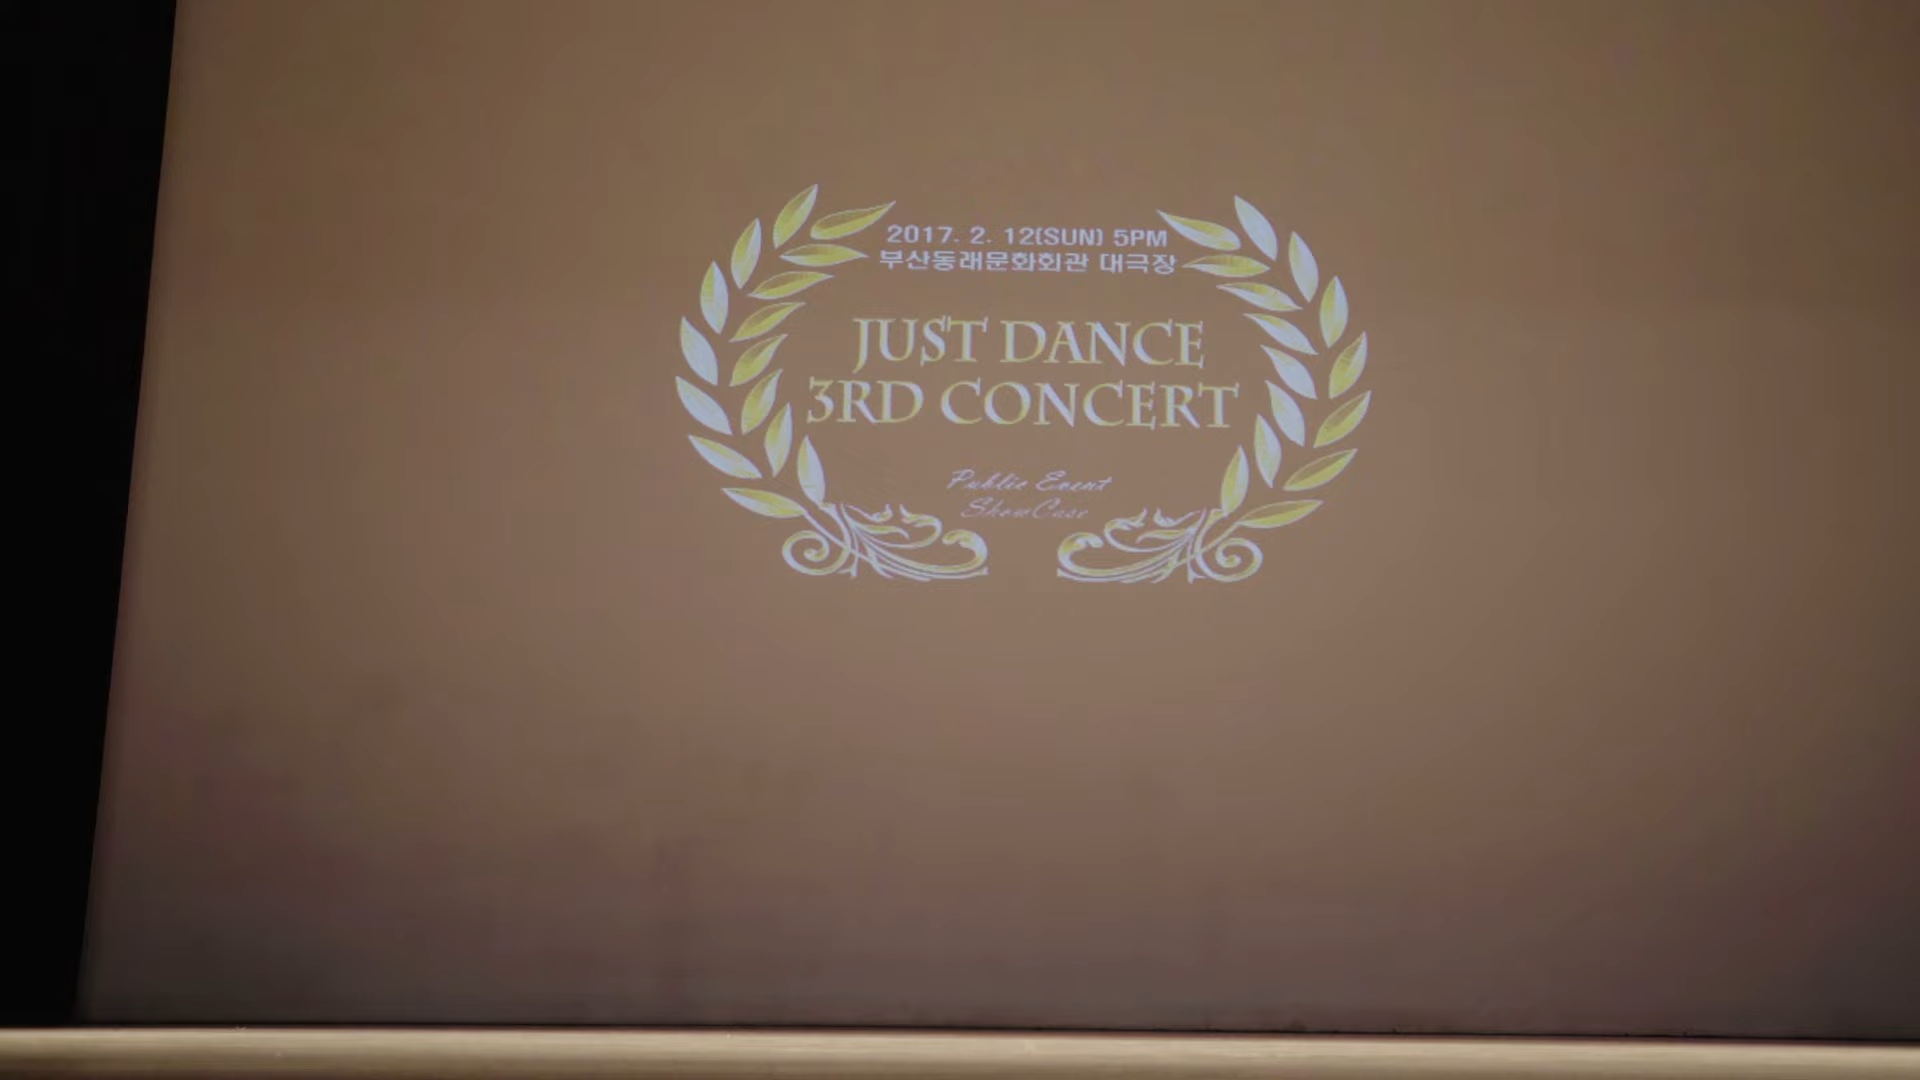 2017. 2. 12(SUN) 5PM
부산동래문화회관 대극장
JUST DANCE
3RD CONCERT
Public Event
ShowCase